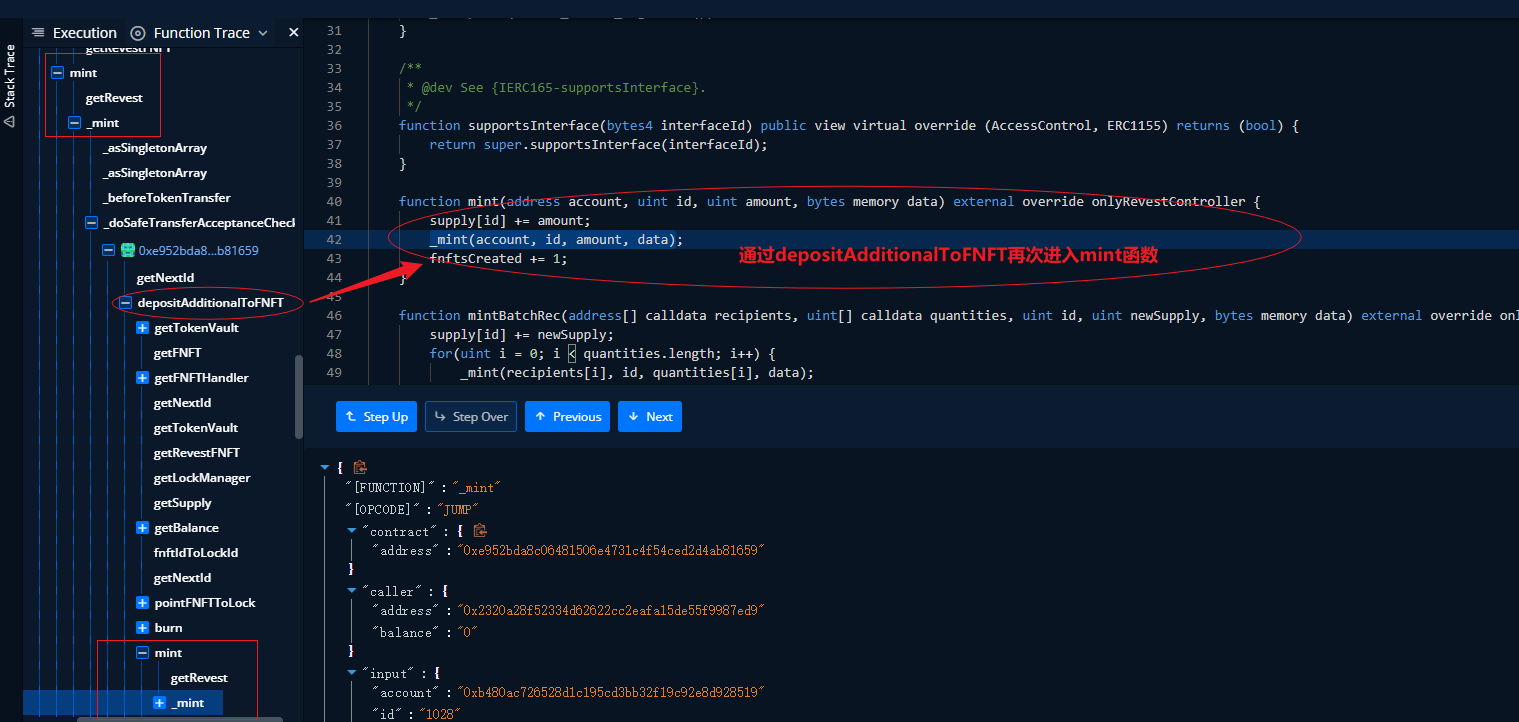 Execution
Function Trace
Stack Trace
getRevestFNFT
mint
getRevest
_mint
_asSingletonArray
_asSingletonArray
_beforeTokenTransfer
_doSafeTransferAcceptanceCheck
0xe952bda8...b81659
getNextId
depositAdditionalToFNFT
getTokenVault
getFNFT
getFNFTHandler
getNextId
getTokenVault
getRevestFNFT
getLockManager
getSupply
getBalance
fnftIdToLockId
getNextId
pointFNFTToLock
burn
mint
getRevest
_mint
31 }
32
33 /**
34 * @dev See {IERC165-supportsInterface}.
35 */
36 function supportsInterface(bytes4 interfaceId) public view virtual override (AccessControl, ERC1155) returns (bool) {
37 return super.supportsInterface(interfaceId);
38 }
39
40 function mint(address account, uint id, uint amount, bytes memory data) external override onlyRevestController {
41 supply[id] += amount;
42 _mint(account, id, amount, data);
43 fnftsCreated += 1;
44 }
通过depositAdditionalToFNFT再次进入mint函数
45
46 function mintBatchRec(address[] calldata recipients, uint[] calldata quantities, uint id, uint newSupply, bytes memory data) external override onl
47 supply[id] += newSupply;
48 for(uint i = 0; i < quantities.length; i++) {
49 _mint(recipients[i], id, quantities[i], data);
Step Up
Step Over
Previous
Next
{
"[FUNCTION]" : "_mint"
"[OPCODE]" : "JUMP"
"contract" : {
"address" : "0xe952bda8c06481506e4731c4f54ced2d4ab81659"
}
"caller" : {
"address" : "0x2320a28f52334d62622cc2eafa15de55f9987ed9"
"balance" : "0"
}
"input" : {
"account" : "0xb480ac726528d1c195cd3bb32f19c92e8d928519"
"id" : "1028"